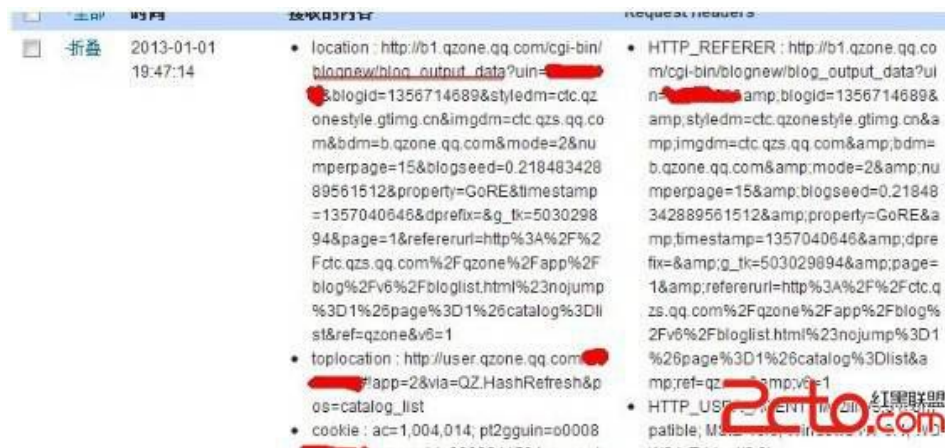 全部 时间 接收的内容 Request Headers
折叠 2013-01-01
19:47:14
location : http://b1.qzone.qq.com/cgi-bin/
blognew/blog_output_data?uin=
&blogid=1356714689&styledm=ctc.qz
onestyle.gtimg.cn&imgdm=ctc.qzs.qq.co
m&bdm=b.qzone.qq.com&mode=2&nu
mperpage=15&blogseed=0.218483428
89561512&property=GoRE&timestamp
=1357040646&dprefix=&g_tk=5030298
94&page=1&refererurl=http%3A%2F%2
Fctc.qzs.qq.com%2Fqzone%2Fapp%2F
blog%2Fv6%2Fbloglist.html%23nojump
%3D1%26page%3D1%26catalog%3Dli
st&ref=qzone&v6=1
toplocation : http://user.qzone.qq.com
!app=2&via=QZ.HashRefresh&p
os=catalog_list
cookie : ac=1,004,014; pt2gguin=o0008
HTTP_REFERER : http://b1.qzone.qq.co
m/cgi-bin/blognew/blog_output_data?ui
n= amp;blogid=1356714689&
amp;styledm=ctc.qzonestyle.gtimg.cn&a
mp;imgdm=ctc.qzs.qq.com&amp;bdm=
b.qzone.qq.com&amp;mode=2&amp;nu
mperpage=15&amp;blogseed=0.21848
342889561512&amp;property=GoRE&a
mp;timestamp=1357040646&amp;dpre
fix=&amp;g_tk=503029894&amp;page=
1&amp;refererurl=http%3A%2F%2Fctc.q
zs.qq.com%2Fqzone%2Fapp%2Fblog%
2Fv6%2Fbloglist.html%23nojump%3D1
%26page%3D1%26catalog%3Dlist&a
mp;ref=qz amp;v6=1
HTTP_US
patible;
2cto.com
红黑联盟